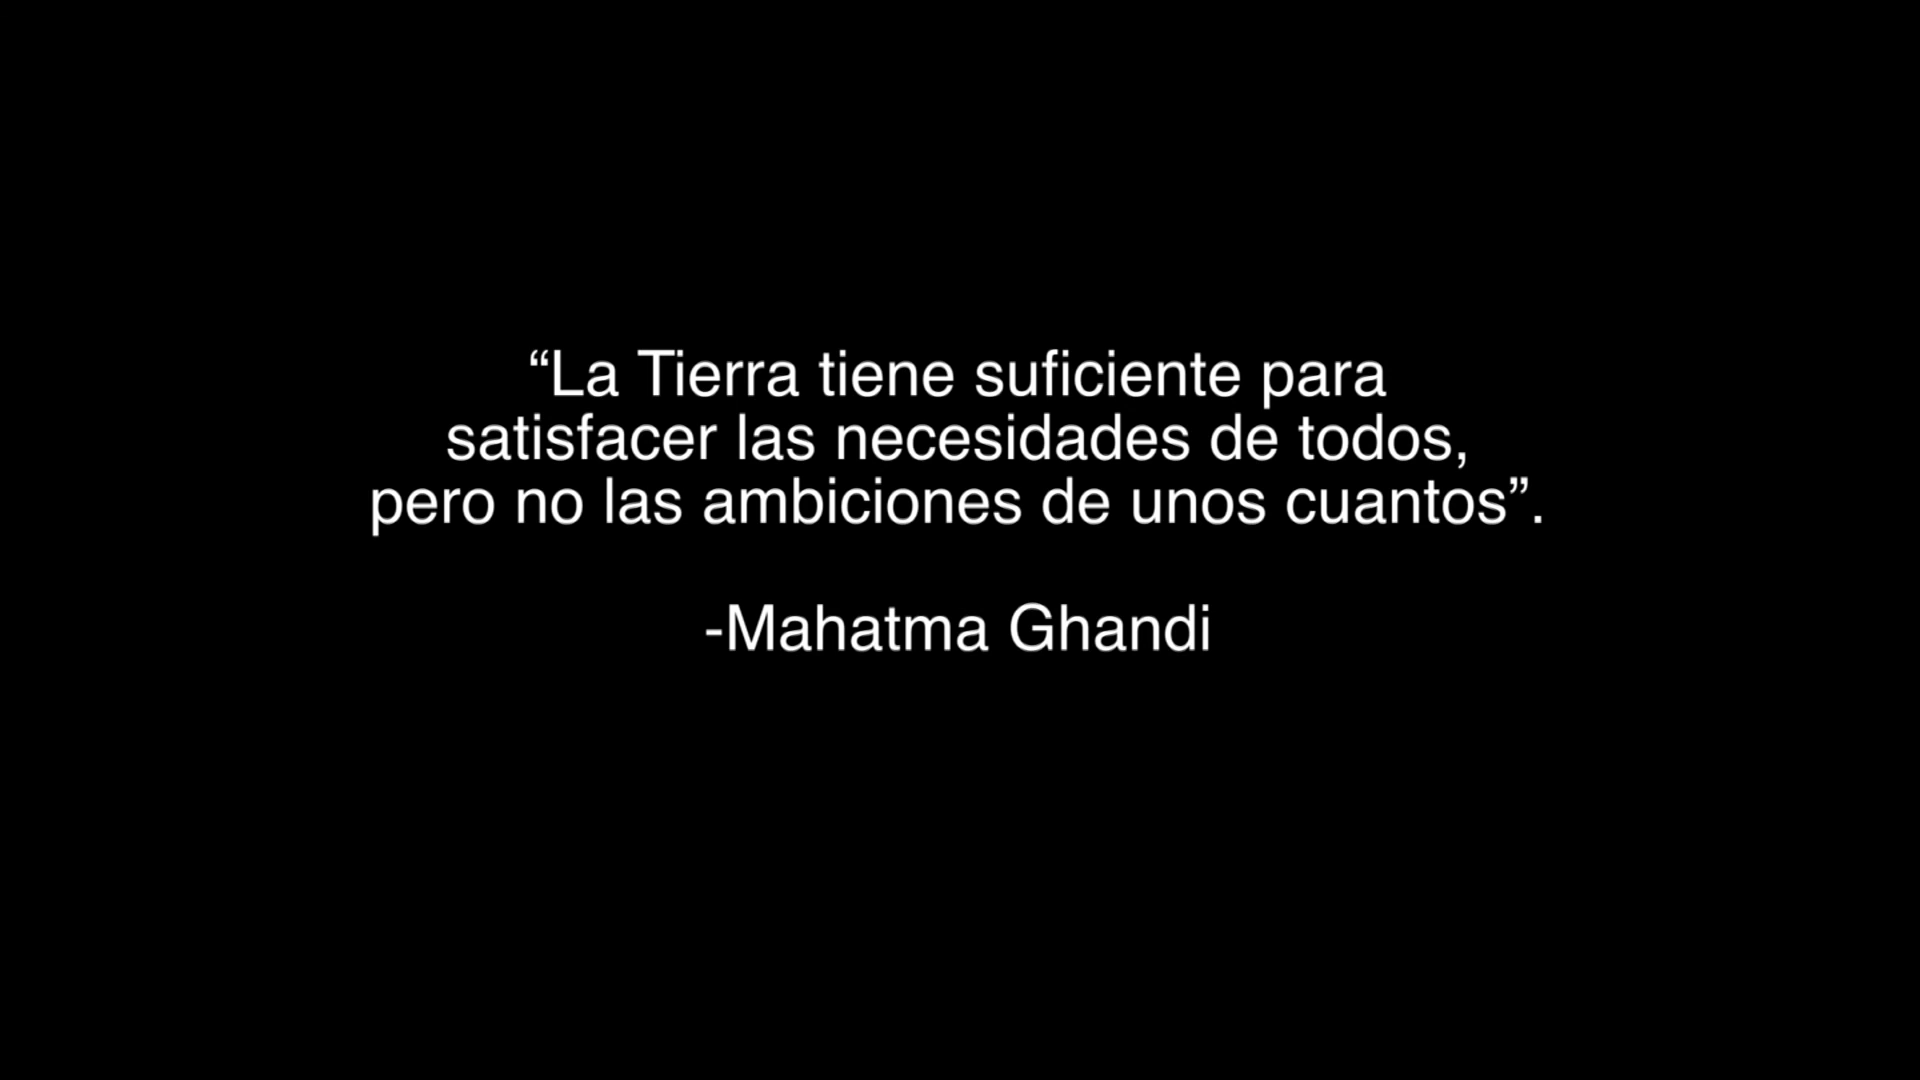 “La Tierra tiene suficiente para
satisfacer las necesidades de todos,
pero no las ambiciones de unos cuantos”.
-Mahatma Ghandi